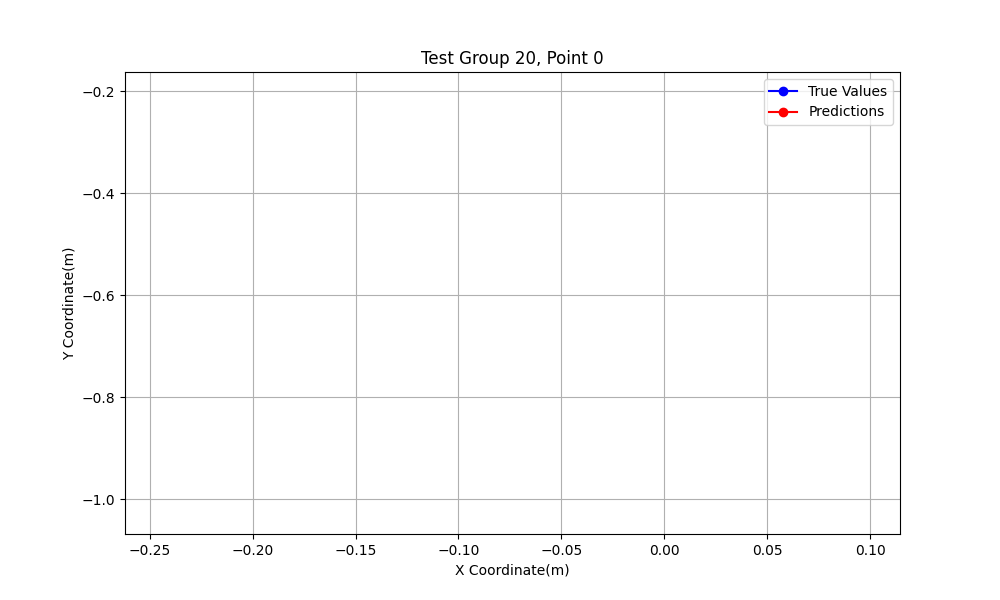 Test Group 20, Point 0
True Values
Predictions
Y Coordinate(m)
−0.2
−0.4
−0.6
−0.8
−1.0
−0.25 −0.20 −0.15 −0.10 −0.05 0.00 0.05 0.10
X Coordinate(m)